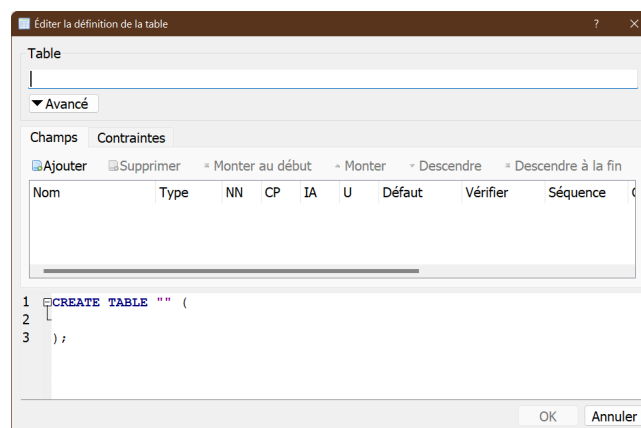 Éditer la définition de la table
Table
Avancé
Champs Contraintes
Ajouter Supprimer Monter au début Monter Descendre Descendre à la fin
Nom Type NN CP IA U Défaut Vérifier Séquence
1 CREATE TABLE "" (
2
3 );
OK Annuler